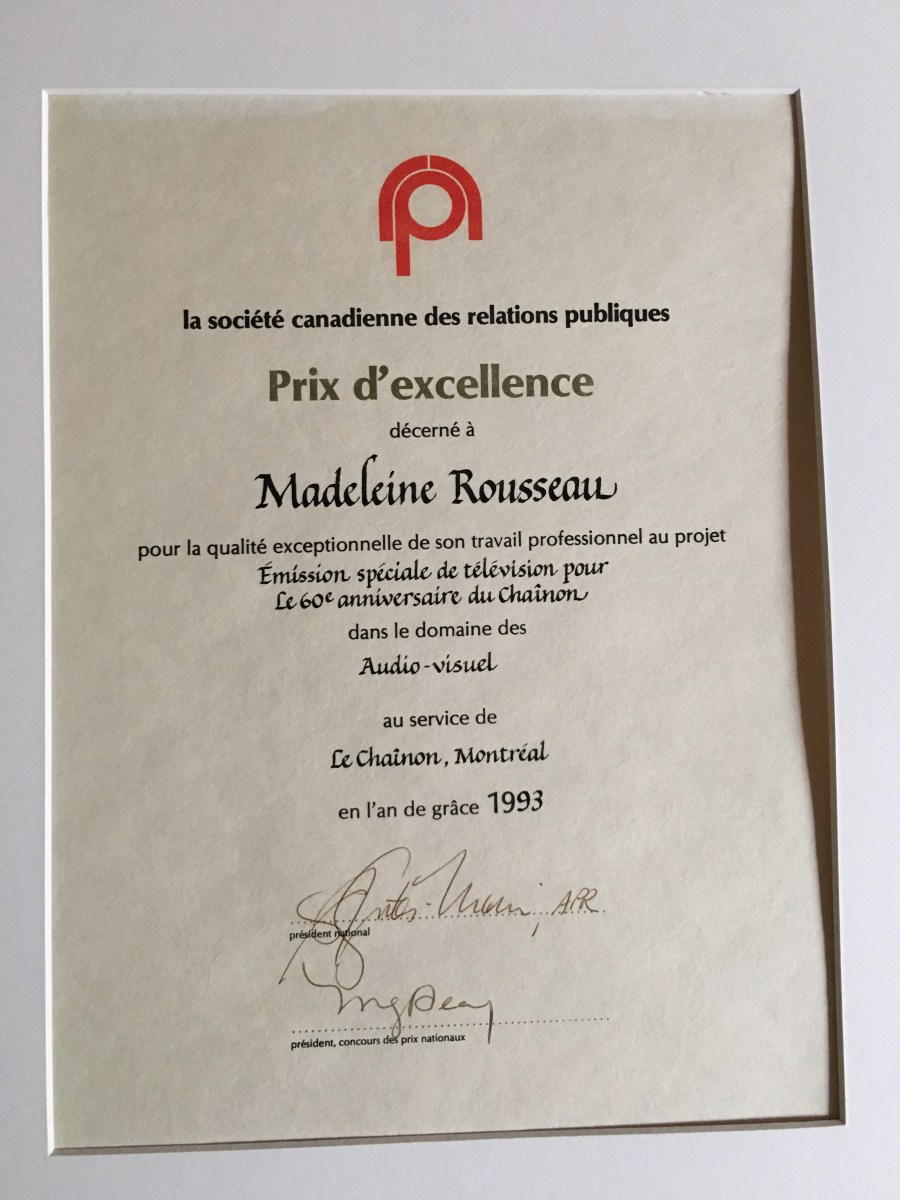 la société canadienne des relations publiques
Prix d'excellence
décerné à
Madeleine Rousseau
pour la qualité exceptionnelle de son travail professionnel au projet
Émission spéciale de télévision pour
Le 60e anniversaire du Chaînon
dans le domaine des
Audio-visuel
au service de
Le Chaînon, Montréal
en l'an de grâce 1993
APR
président national
président, concours des prix nationaux